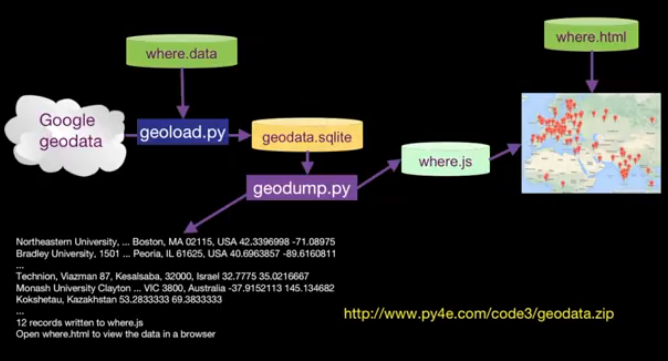 where.data
where.html
Google
geodata
geoload.py
geodata.sqlite
where.js
geodump.py
Northeastern University, ... Boston, MA 02115, USA 42.3396998 -71.08975
Bradley University, 1501 ... Peoria, IL 61625, USA 40.6963857 -89.6160811
...
Technion, Viazman 87, Kesalsaba, 32000, Israel 32.7775 35.0216667
Monash University Clayton ... VIC 3800, Australia -37.9152113 145.134682
Kokshetau, Kazakhstan 53.2833333 69.3833333
...
12 records written to where.js
Open where.html to view the data in a browser
http://www.py4e.com/code3/geodata.zip